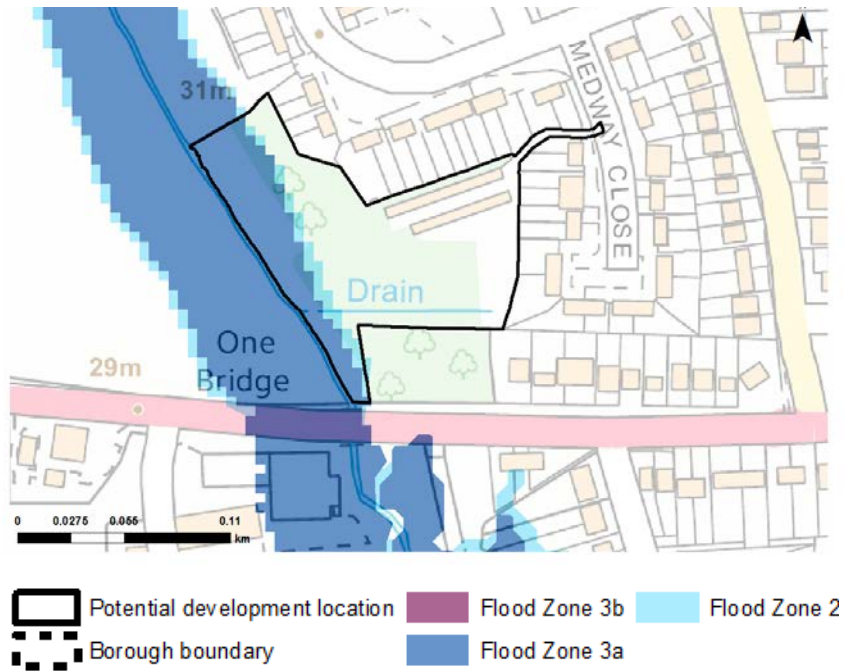 31m
MEDWAY CLOSE
Drain
One
Bridge
29m
0 0.0275 0.055 0.11
km
Potential development location
Flood Zone 3b
Flood Zone 2
Borough boundary
Flood Zone 3a